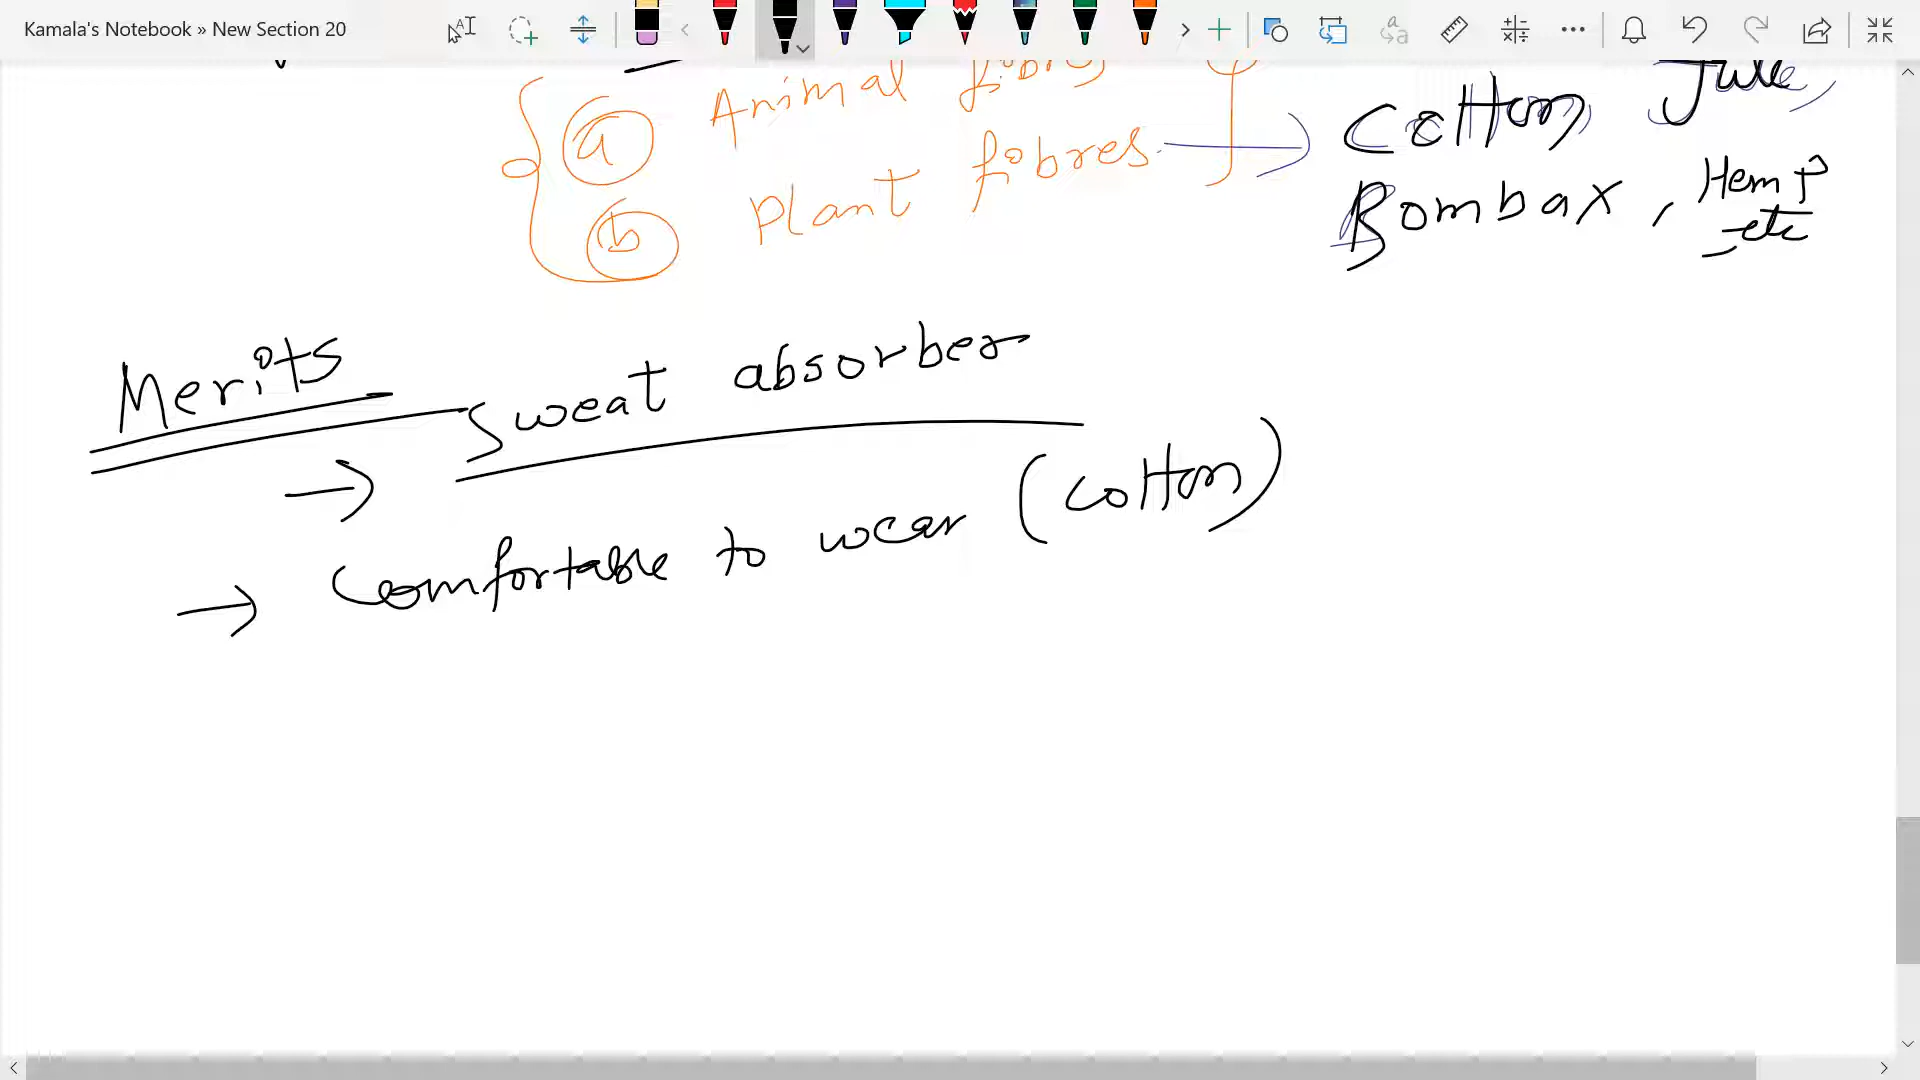 Kamala's Notebook » New Section 20
(a) Animal fibres
(b) Plant fibres → Cotton, Jute,
Bombax, Hemp
etc
Merits
→ Sweat absorber
→ Comfortable to wear (Cotton)